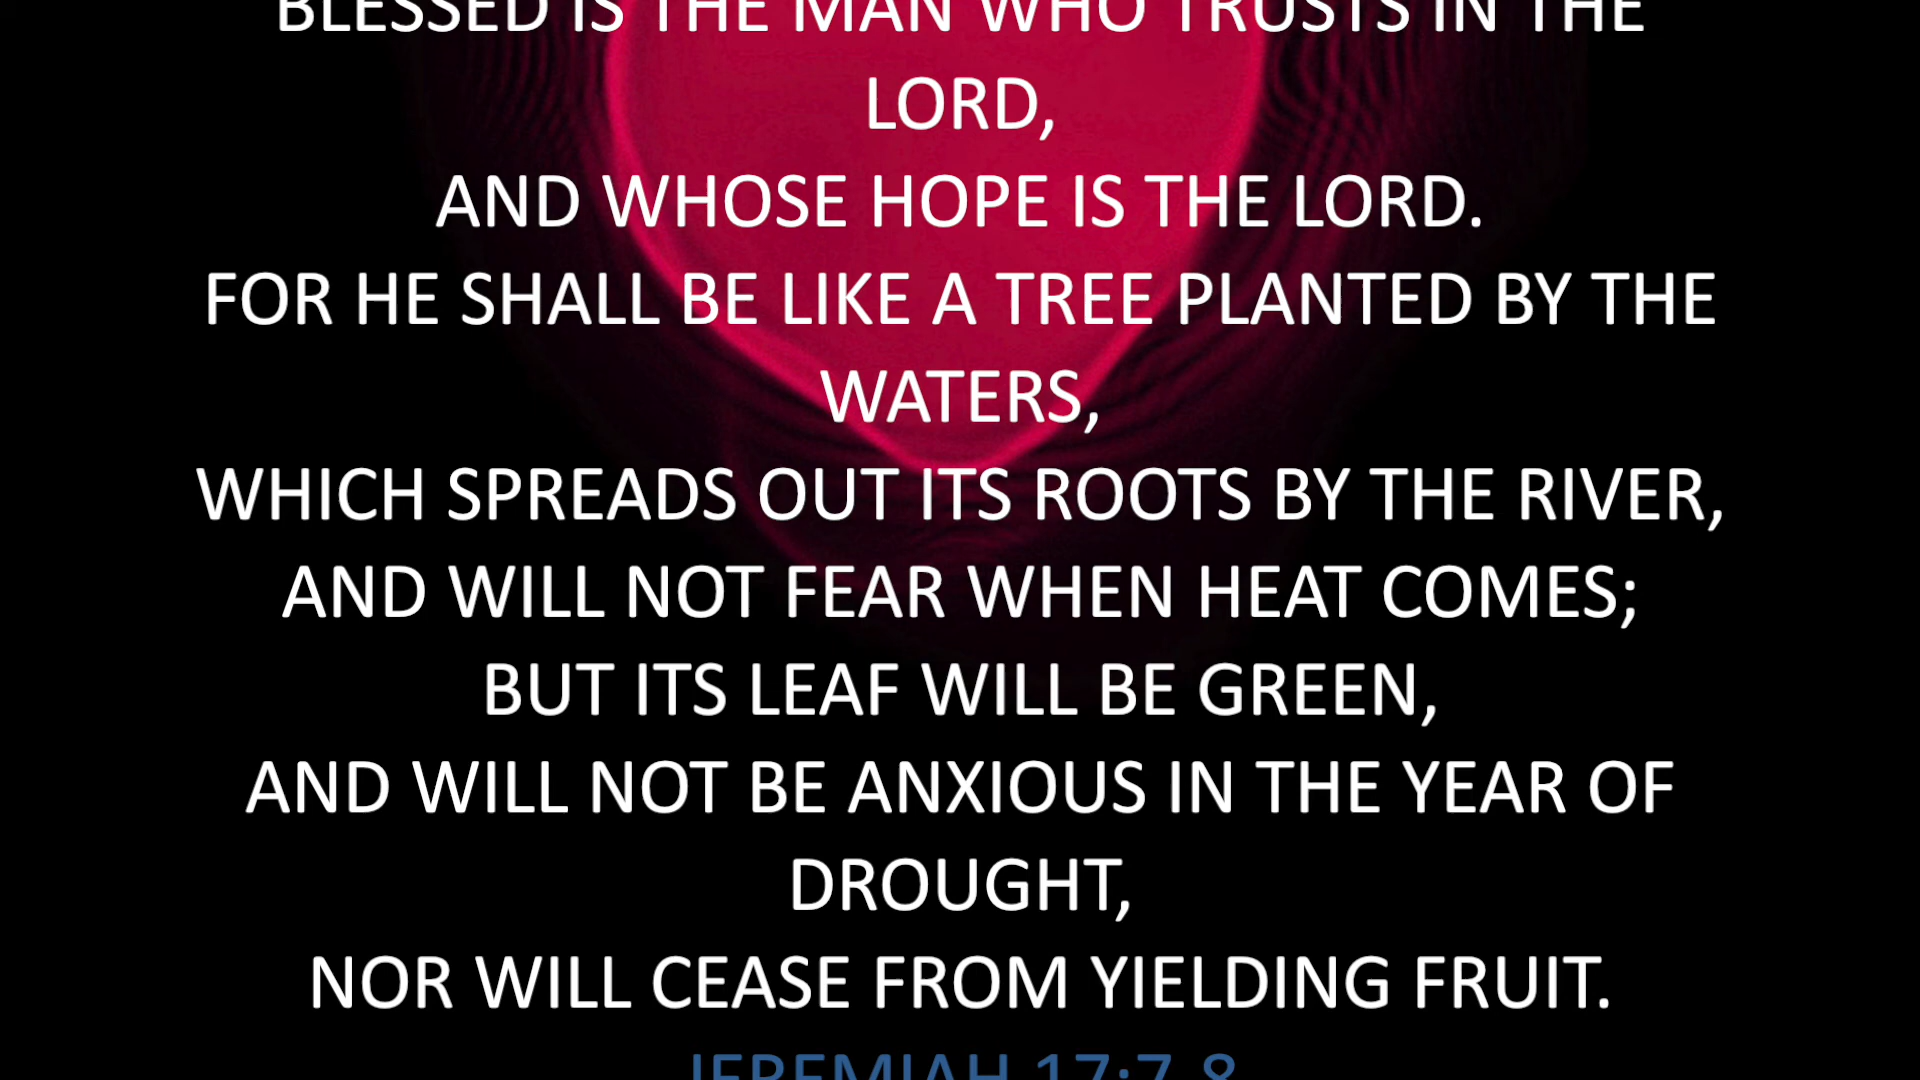 BLESSED IS THE MAN WHO TRUSTS IN THE
LORD,
AND WHOSE HOPE IS THE LORD.
FOR HE SHALL BE LIKE A TREE PLANTED BY THE
WATERS,
WHICH SPREADS OUT ITS ROOTS BY THE RIVER,
AND WILL NOT FEAR WHEN HEAT COMES;
BUT ITS LEAF WILL BE GREEN,
AND WILL NOT BE ANXIOUS IN THE YEAR OF
DROUGHT,
NOR WILL CEASE FROM YIELDING FRUIT.
JEREMIAH 17:7-8